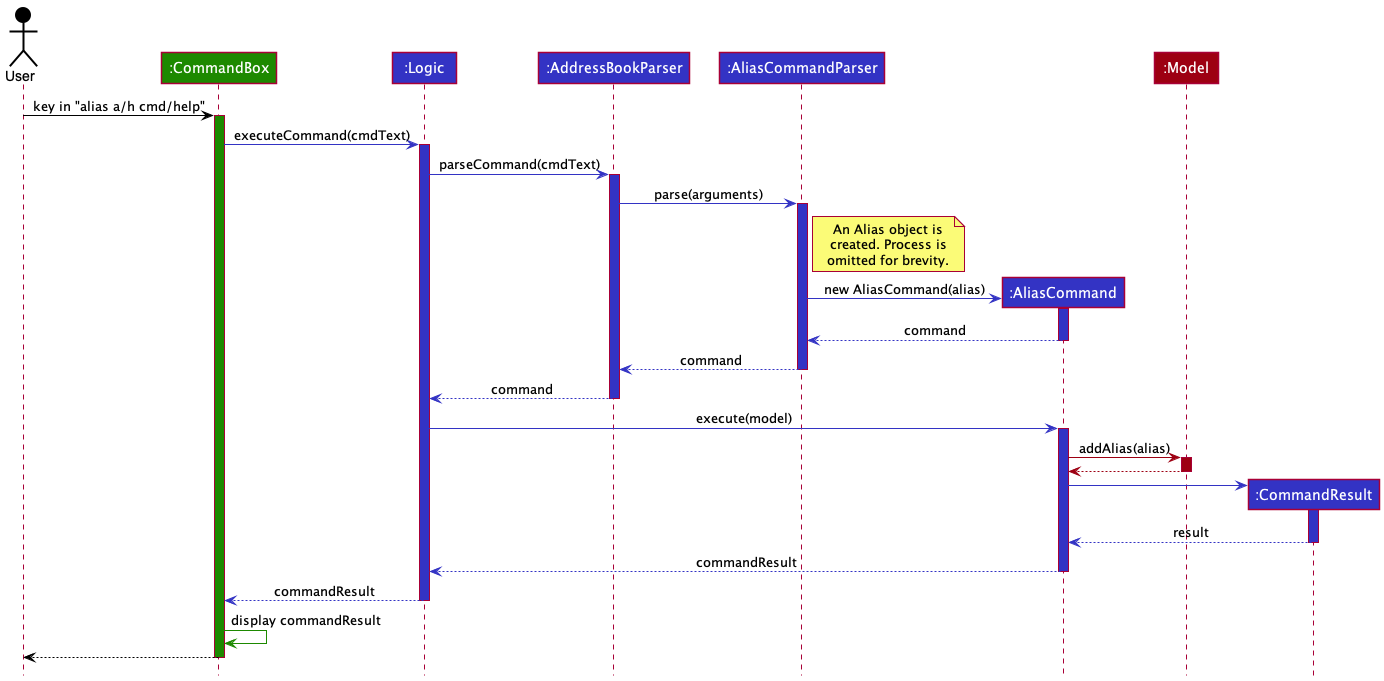 User
:CommandBox
:Logic
:AddressBookParser
:AliasCommandParser
:Model
key in "alias a/h cmd/help"
executeCommand(cmdText)
parseCommand(cmdText)
parse(arguments)
An Alias object is
created. Process is
omitted for brevity.
new AliasCommand(alias)
:AliasCommand
command
command
command
execute(model)
addAlias(alias)
:CommandResult
result
commandResult
commandResult
display commandResult